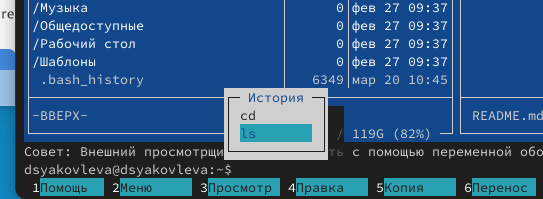 re
/Музыка 0 фев 27 09:37
/Общедоступные 0 фев 27 09:37
/Рабочий стол 0 фев 27 09:37
/Шаблоны 0 фев 27 09:37
.bash_history 6349 мар 20 10:45
История
cd
-ВВЕРХ- README.md
ls
/ 119G (82%)
Совет: Внешний просмотрщи ть с помощью переменной обо
dsyakovleva@dsyakovleva:~$
1Помощь 2Меню 3Просмотр 4Правка 5Копия 6Перенос